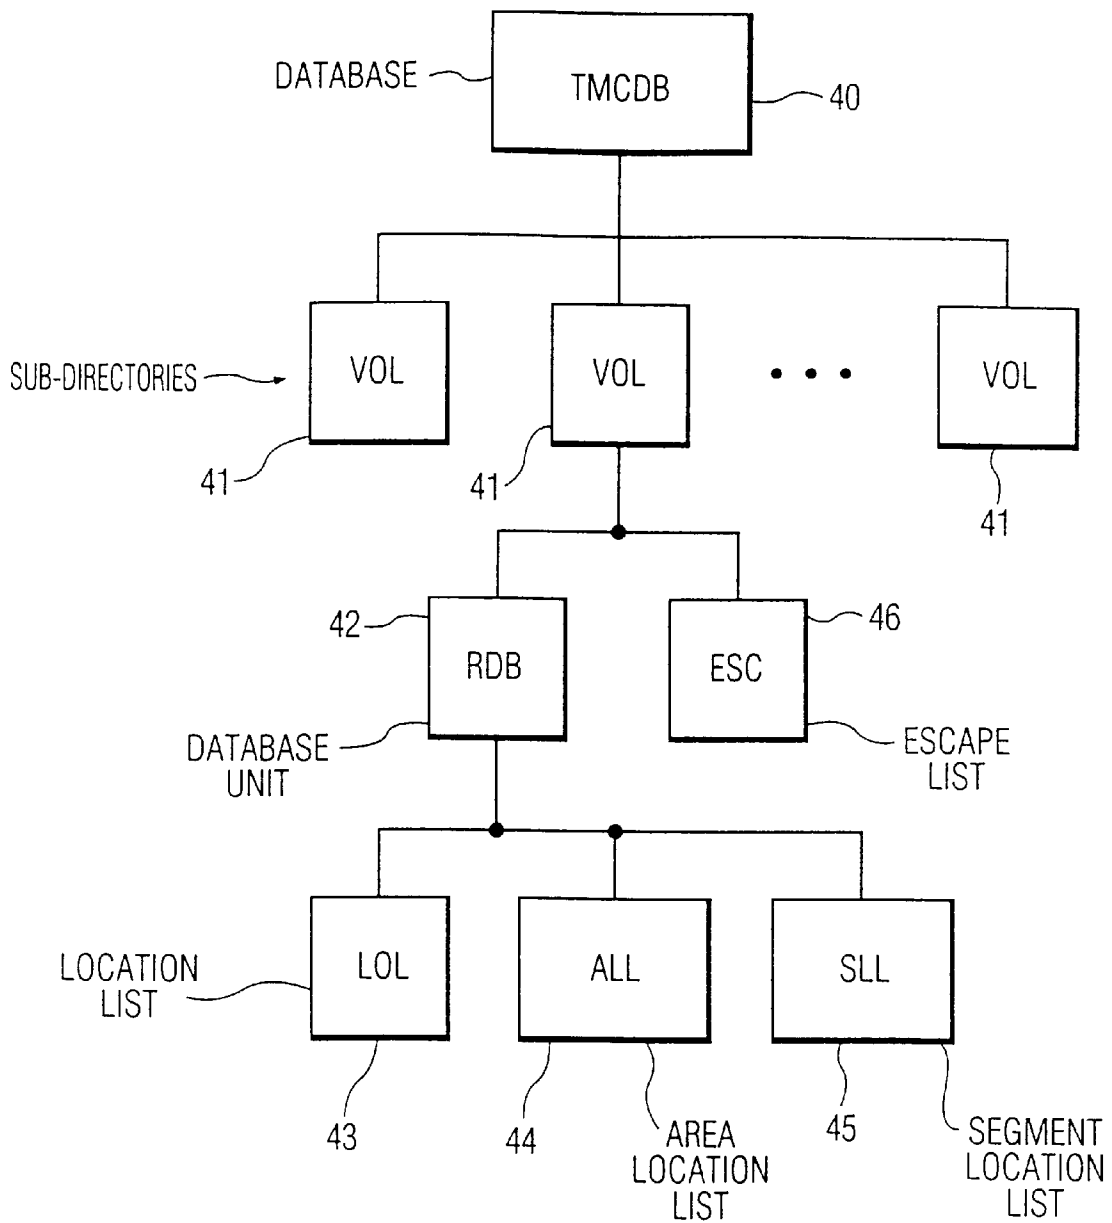 DATABASE
TMCDB
40
SUB-DIRECTORIES
VOL
VOL
VOL
41
41
41
42
RDB
46
ESC
DATABASE
UNIT
ESCAPE
LIST
LOCATION
LIST
LOL
ALL
SLL
43
44
AREA
LOCATION
LIST
45
SEGMENT
LOCATION
LIST